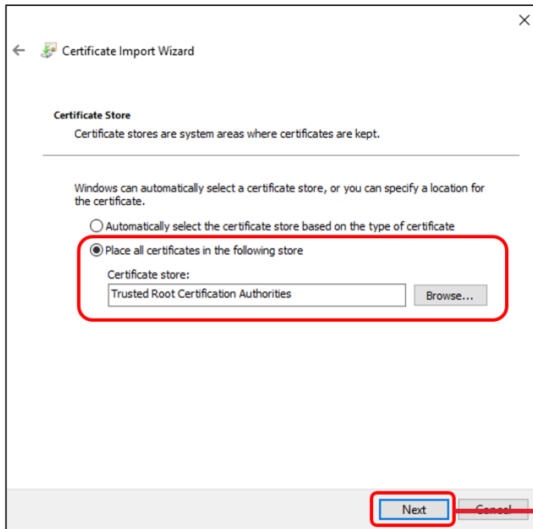 Certificate Import Wizard
Certificate Store
Certificate stores are system areas where certificates are kept.
Windows can automatically select a certificate store, or you can specify a location for
the certificate.
Automatically select the certificate store based on the type of certificate
Place all certificates in the following store
Certificate store:
Trusted Root Certification Authorities
Browse...
Next
Cancel